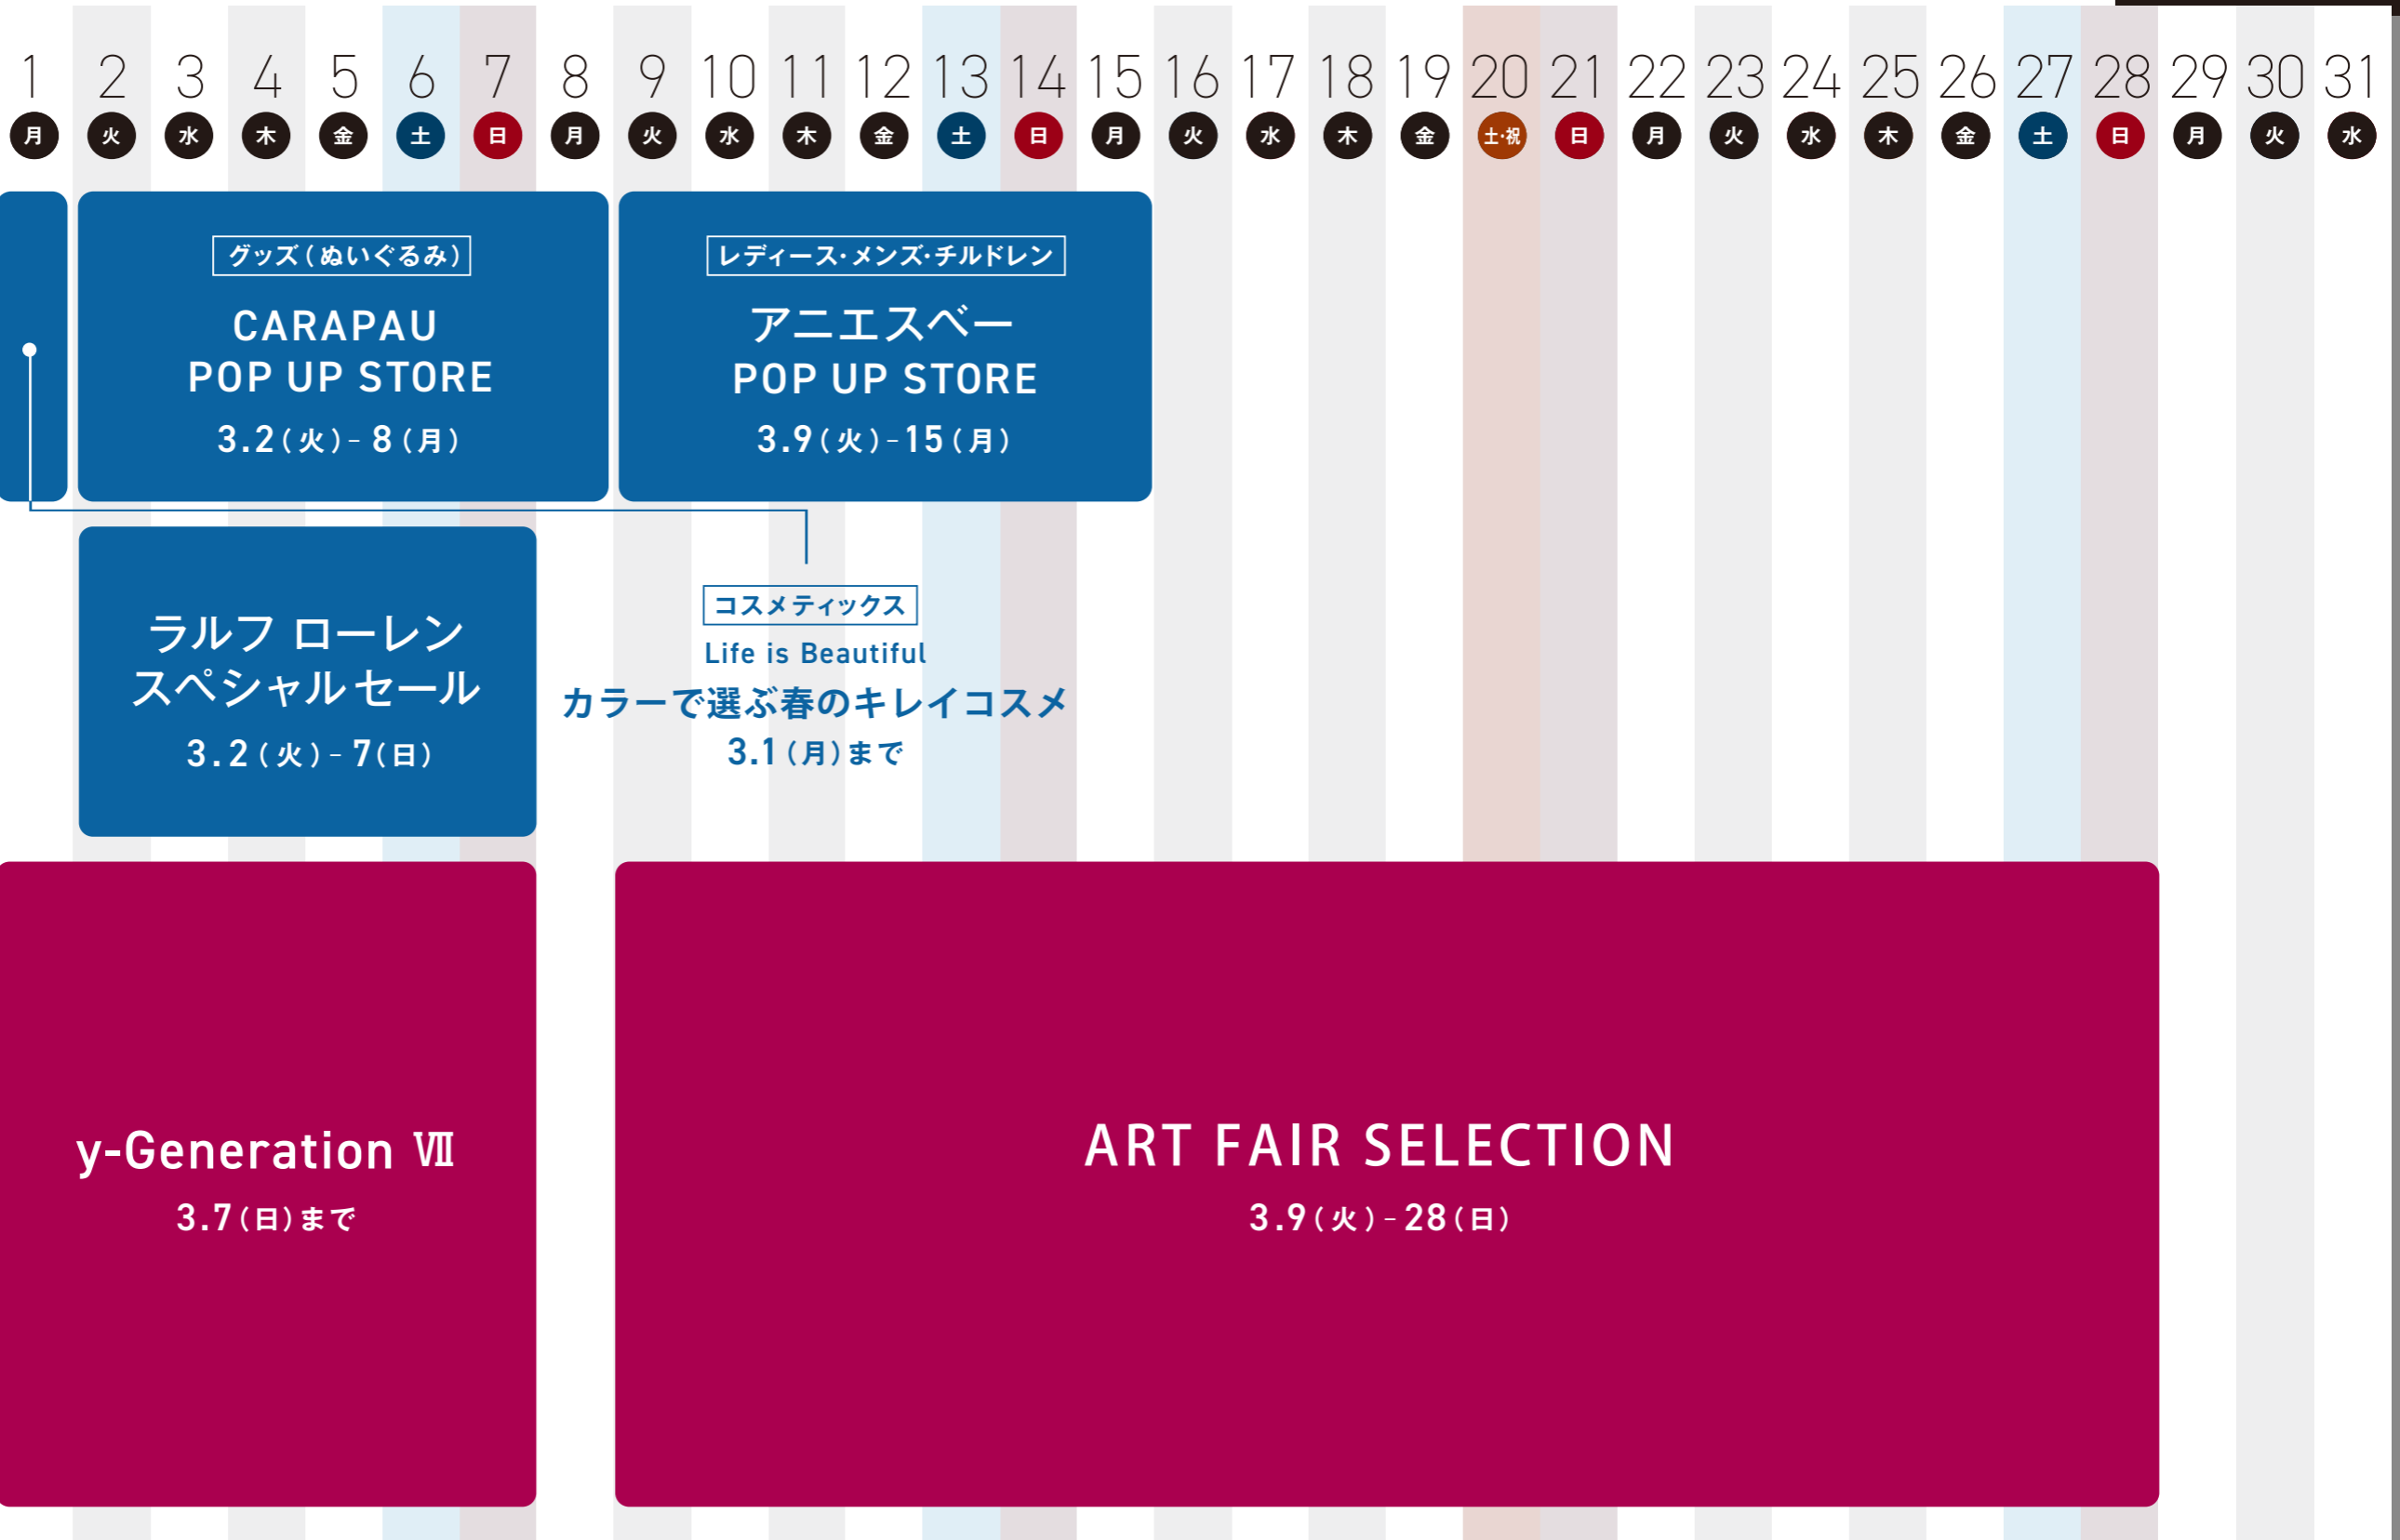 1 2 3 4 5 6 7 8 9 10 11 12 13 14 15 16 17 18 19 20 21 22 23 24 25 26 27 28 29 30 31
月 火 水 木 金 土 日 月 火 水 木 金 土 日 月 火 水 木 金 土・祝 日 月 火 水 木 金 土 日 月 火 水
グッズ(ぬいぐるみ)
CARAPAU
POP UP STORE
3.2(火)–8(月)
レディース・メンズ・チルドレン
アニエスベー
POP UP STORE
3.9(火)–15(月)
ラルフ ローレン
スペシャルセール
3.2(火)–7(日)
コスメティックス
Life is Beautiful
カラーで選ぶ春のキレイコスメ
3.1(月)まで
y-Generation Ⅶ
3.7(日)まで
ART FAIR SELECTION
3.9(火)–28(日)